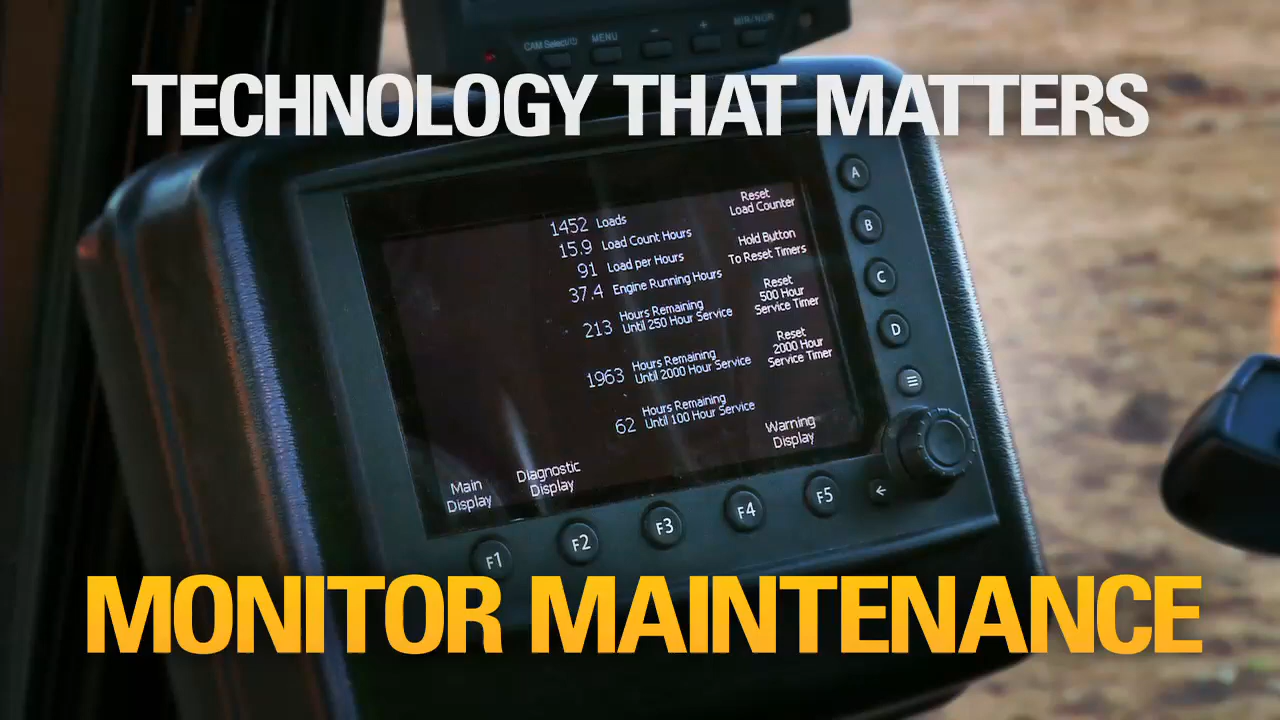 CAM Select/⏻ MENU − + MIR/NOR
TECHNOLOGY THAT MATTERS
1452 Loads
15.9 Load Count Hours
91 Load per Hours
37.4 Engine Running Hours
213 Hours Remaining
Until 250 Hour Service
1963 Hours Remaining
Until 2000 Hour Service
62 Hours Remaining
Until 100 Hour Service
Reset
Load Counter
Hold Button
To Reset Timers
Reset
500 Hour
Service Timer
Reset
2000 Hour
Service Timer
Warning
Display
Main
Display
Diagnostic
Display
A
B
C
D
F1 F2 F3 F4 F5
MONITOR MAINTENANCE